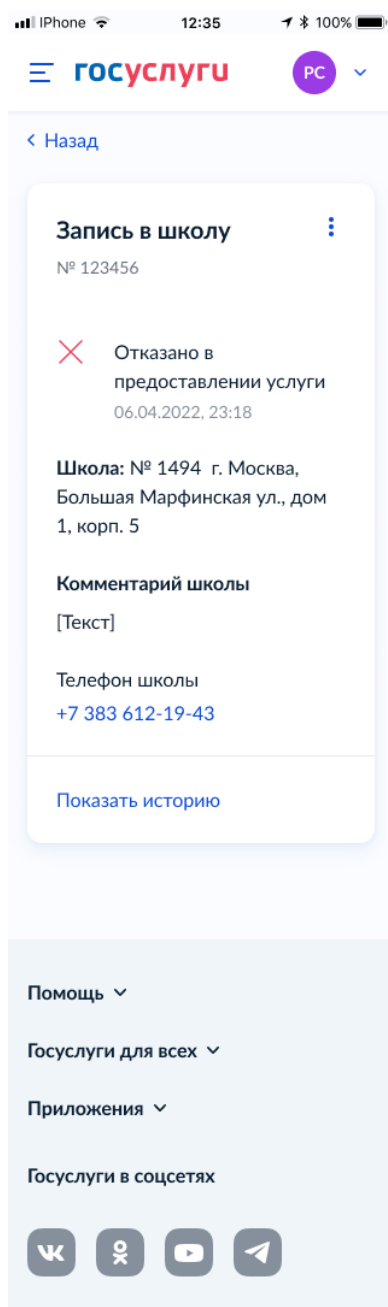 IPhone 12:35 100%
госуслуги РС
Назад
Запись в школу
№ 123456
Отказано в
предоставлении услуги
06.04.2022, 23:18
Школа: № 1494 г. Москва,
Большая Марфинская ул., дом
1, корп. 5
Комментарий школы
[Текст]
Телефон школы
+7 383 612-19-43
Показать историю
Помощь
Госуслуги для всех
Приложения
Госуслуги в соцсетях